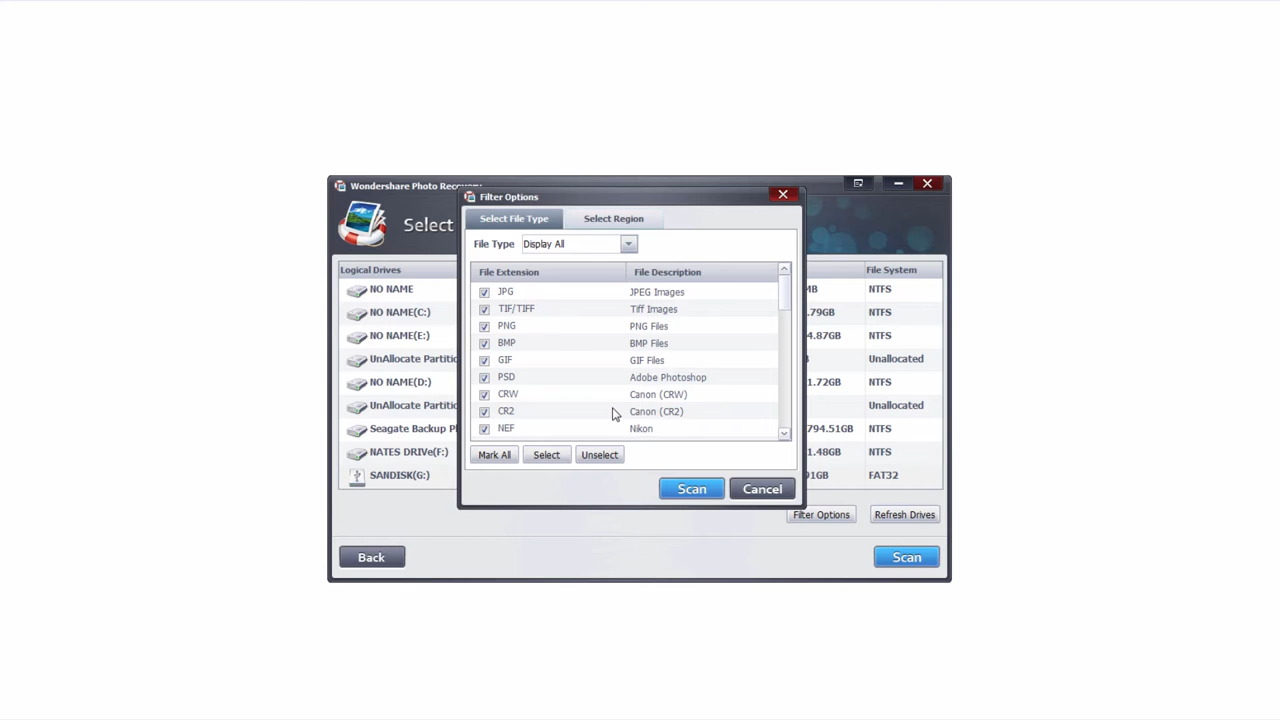 Wondershare Photo Recovery
Select
Filter Options
Select File Type
Select Region
File Type
Display All
File Extension File Description
JPG JPEG Images
TIF/TIFF Tiff Images
PNG PNG Files
BMP BMP Files
GIF GIF Files
PSD Adobe Photoshop
CRW Canon (CRW)
CR2 Canon (CR2)
NEF Nikon
Mark All Select Unselect
Scan Cancel
Logical Drives File System
NO NAME MB NTFS
NO NAME(C:) .79GB NTFS
NO NAME(E:) 4.87GB NTFS
UnAllocate Partitio Unallocated
NO NAME(D:) 1.72GB NTFS
UnAllocate Partitio Unallocated
Seagate Backup P 794.51GB NTFS
NATES DRIVe(F:) 1.48GB NTFS
SANDISK(G:) 91GB FAT32
Filter Options Refresh Drives
Back Scan